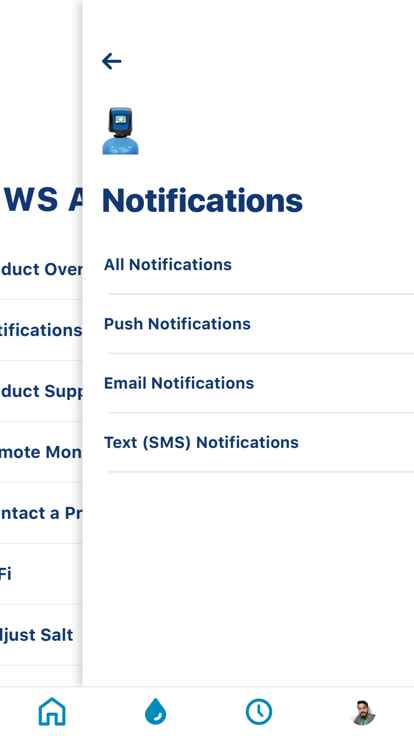 WS A
Notifications
duct Over
All Notifications
tifications
Push Notifications
duct Supp
Email Notifications
mote Mon
Text (SMS) Notifications
ntact a Pr
Fi
ljust Salt